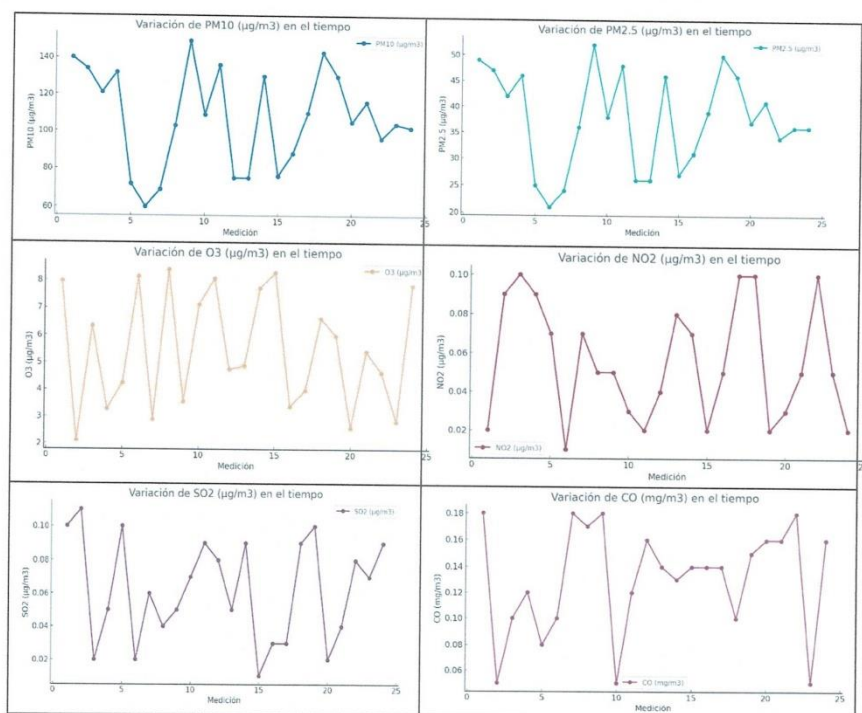 Variación de PM10 (µg/m3) en el tiempo
PM10 (µg/m3)
PM10 (µg/m3)
140
120
100
80
60
0 5 10 15 20 25
Medición
Variación de PM2.5 (µg/m3) en el tiempo
PM2.5 (µg/m3)
PM2.5 (µg/m3)
50
45
40
35
30
25
20
0 5 10 15 20 25
Medición
Variación de O3 (µg/m3) en el tiempo
O3 (µg/m3
O3 (µg/m3)
8
7
6
5
4
3
2
0 5 10 15 20 25
Medición
Variación de NO2 (µg/m3) en el tiempo
NO2 (µg/m3)
0.10
0.08
0.06
0.04
0.02
NO2 (µg/m3)
0 5 10 15 20 25
Medición
Variación de SO2 (µg/m3) en el tiempo
SO2 (µg/m3)
SO2 (µg/m3)
0.10
0.08
0.06
0.04
0.02
0 5 10 15 20 25
Medición
Variación de CO (mg/m3) en el tiempo
CO (mg/m3)
0.18
0.16
0.14
0.12
0.10
0.08
0.06
CO (mg/m3)
0 5 10 15 20 25
Medición